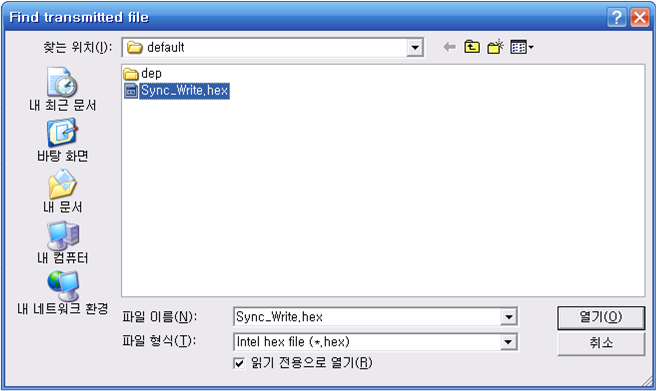 Find transmitted file
찾는 위치(I): default
dep
Sync_Write.hex
내 최근 문서
바탕 화면
내 문서
내 컴퓨터
내 네트워크 환경
파일 이름(N): Sync_Write.hex 열기(O)
파일 형식(T): Intel hex file (*.hex) 취소
읽기 전용으로 열기(R)